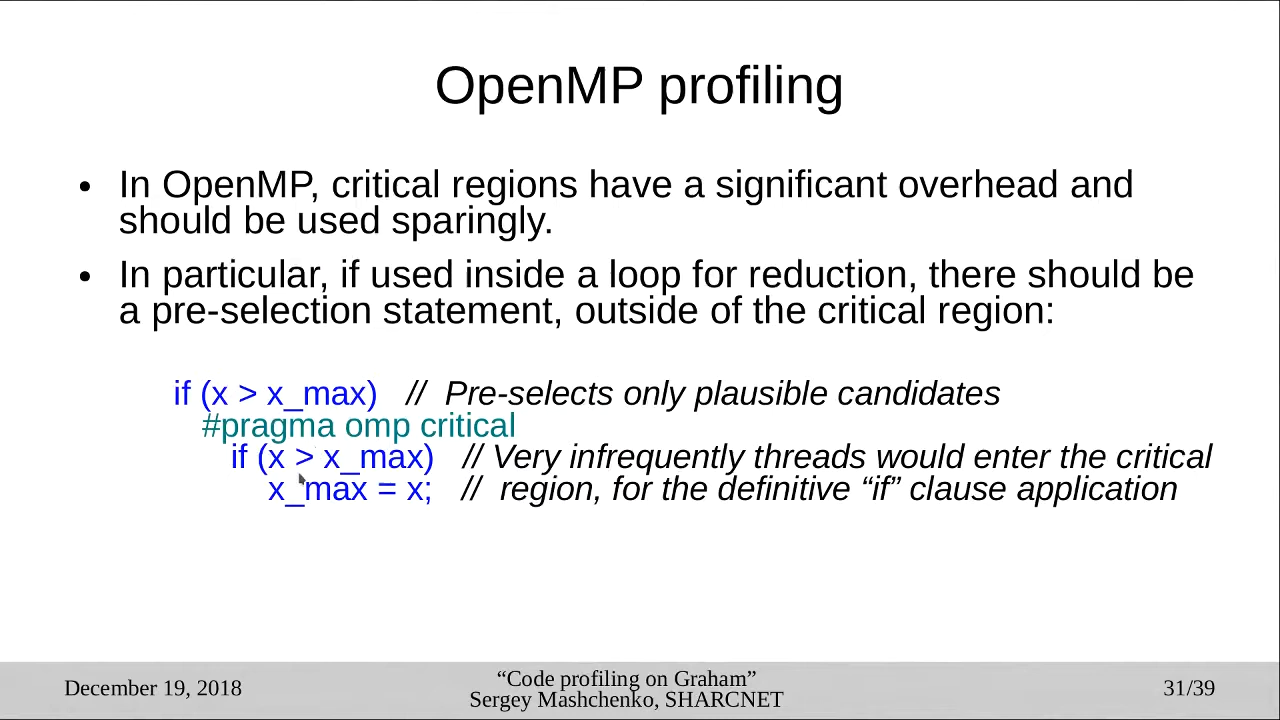 OpenMP profiling
• In OpenMP, critical regions have a significant overhead and
should be used sparingly.
• In particular, if used inside a loop for reduction, there should be
a pre-selection statement, outside of the critical region:
if (x > x_max)   //  Pre-selects only plausible candidates
#pragma omp critical
if (x > x_max)   // Very infrequently threads would enter the critical
x_max = x;   //  region, for the definitive “if” clause application
December 19, 2018
“Code profiling on Graham”
Sergey Mashchenko, SHARCNET
31/39